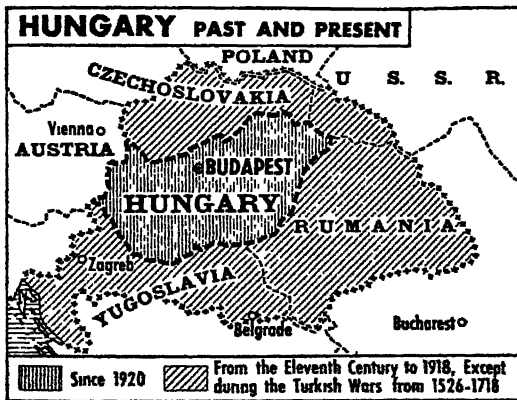 HUNGARY PAST AND PRESENT
POLAND
U. S. S. R.
CZECHOSLOVAKIA
Vienna
AUSTRIA
BUDAPEST
HUNGARY
RUMANIA
Zagreb
YUGOSLAVIA
Belgrade
Bucharest
Since 1920
From the Eleventh Century to 1918, Except
during the Turkish Wars from 1526-1718